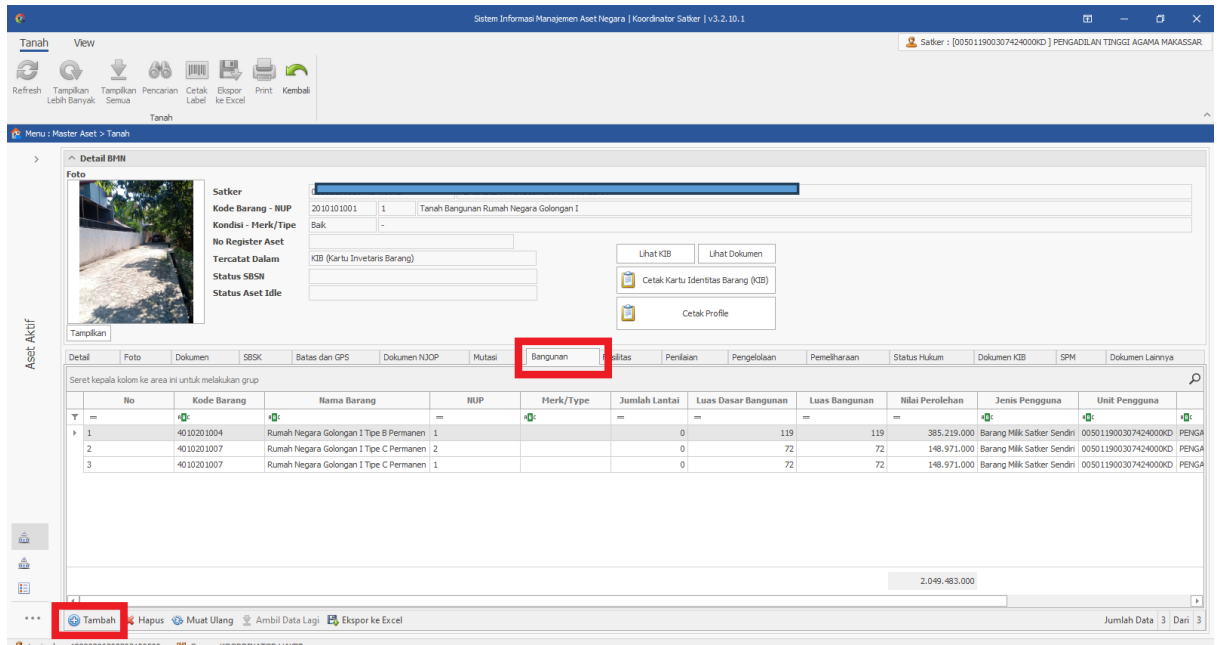 Sistem Informasi Manajemen Aset Negara | Koordinator Satker | v3.2.10.1
Tanah View
Satker : [005011900307424000KD ] PENGADILAN TINGGI AGAMA MAKASSAR
Refresh Tampilkan Lebih Banyak Tampilkan Semua Pencarian Cetak Label Ekspor ke Excel Print Kembali
Tanah
Menu : Master Aset > Tanah
Detail BMN
Foto
Satker
Kode Barang - NUP 2010101001 1 Tanah Bangunan Rumah Negara Golongan I
Kondisi - Merk/Tipe Baik -
No Register Aset
Tercatat Dalam KIB (Kartu Invetaris Barang)
Status SBSN
Status Aset Idle
Lihat KIB Lihat Dokumen
Cetak Kartu Identitas Barang (KIB)
Cetak Profile
Tampilkan
Aset Aktif
Detail Foto Dokumen SBSK Batas dan GPS Dokumen NJOP Mutasi Bangunan Penilaian Pengelolaan Pemeliharaan Status Hukum Dokumen KIB SPM Dokumen Lainnya
Seret kepala kolom ke area ini untuk melakukan grup
No Kode Barang Nama Barang NUP Merk/Type Jumlah Lantai Luas Dasar Bangunan Luas Bangunan Nilai Perolehan Jenis Pengguna Unit Pengguna
1 4010201004 Rumah Negara Golongan I Tipe B Permanen 1 0 119 119 385.219.000 Barang Milik Satker Sendiri 005011900307424000KD PENGA
2 4010201007 Rumah Negara Golongan I Tipe C Permanen 2 0 72 72 148.971.000 Barang Milik Satker Sendiri 005011900307424000KD PENGA
3 4010201007 Rumah Negara Golongan I Tipe C Permanen 1 0 72 72 148.971.000 Barang Milik Satker Sendiri 005011900307424000KD PENGA
2.049.483.000
Tambah Hapus Muat Ulang Ambil Data Lagi Ekspor ke Excel Jumlah Data 3 Dari 3